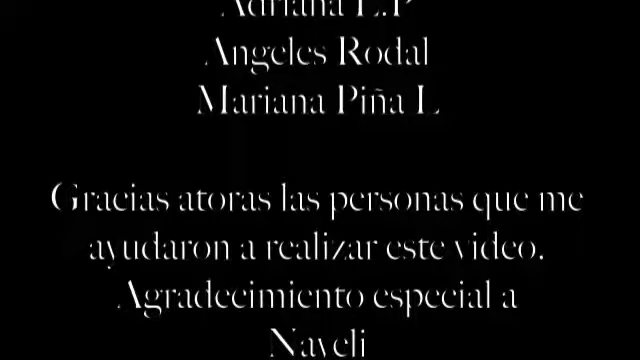 Adriana L.P
Angeles Rodal
Mariana Piña L
Gracias atoras las personas que me
ayudaron a realizar este video.
Agradecimiento especial a
Nayeli